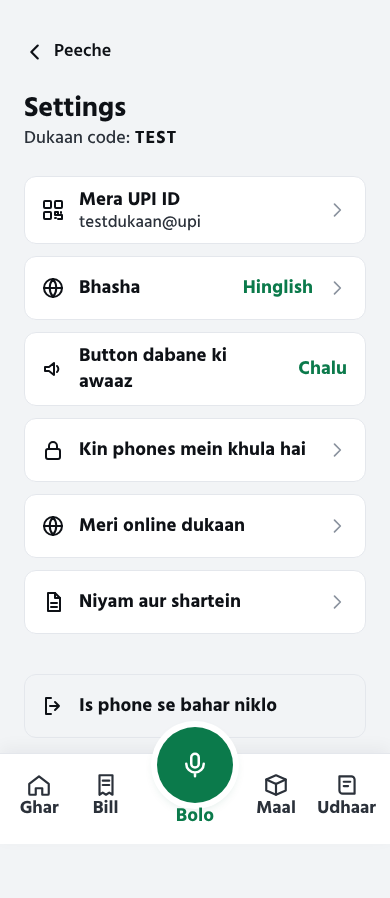 Peeche
Settings
Dukaan code: TEST
Mera UPI ID
testdukaan@upi
Bhasha
Hinglish
Button dabane ki
awaaz
Chalu
Kin phones mein khula hai
Meri online dukaan
Niyam aur shartein
Is phone se bahar niklo
Ghar
Bill
Bolo
Maal
Udhaar